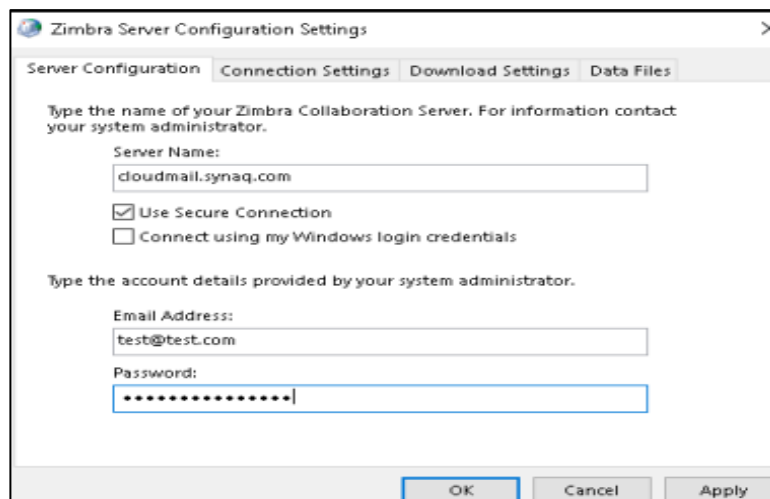 Zimbra Server Configuration Settings
Server Configuration Connection Settings Download Settings Data Files
Type the name of your Zimbra Collaboration Server. For information contact
your system administrator.
Server Name:
cloudmail.synaq.com
Use Secure Connection
Connect using my Windows login credentials
Type the account details provided by your system administrator.
Email Address:
test@test.com
Password:
•••••••••••••••
OK Cancel Apply